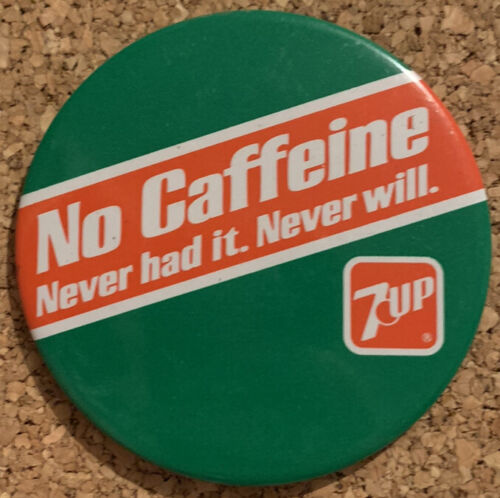 No Caffeine
Never had it. Never will.
7UP®